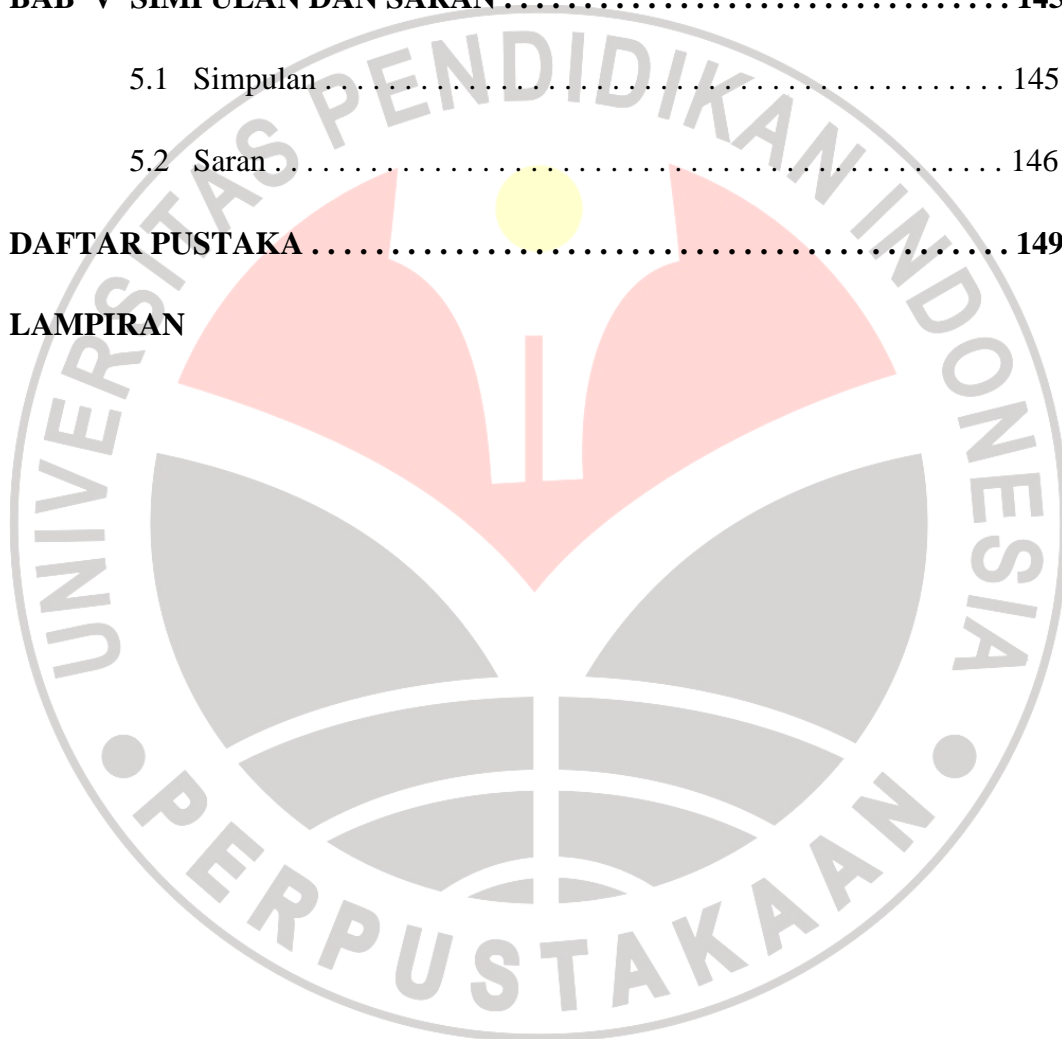 BAB V SIMPULAN DAN SARAN . . . . . . . . . . . . . . . . . . . . . . . . . . . . . . 145
5.1 Simpulan . . . . . . . . . . . . . . . . . . . . . . . . . . . . . . . . . . . . . . . . . . . 145
5.2 Saran . . . . . . . . . . . . . . . . . . . . . . . . . . . . . . . . . . . . . . . . . . . . . . 146
DAFTAR PUSTAKA . . . . . . . . . . . . . . . . . . . . . . . . . . . . . . . . . . . . . . . . . . . . 149
LAMPIRAN
UNIVERSITAS PENDIDIKAN INDONESIA
PERPUSTAKAAN